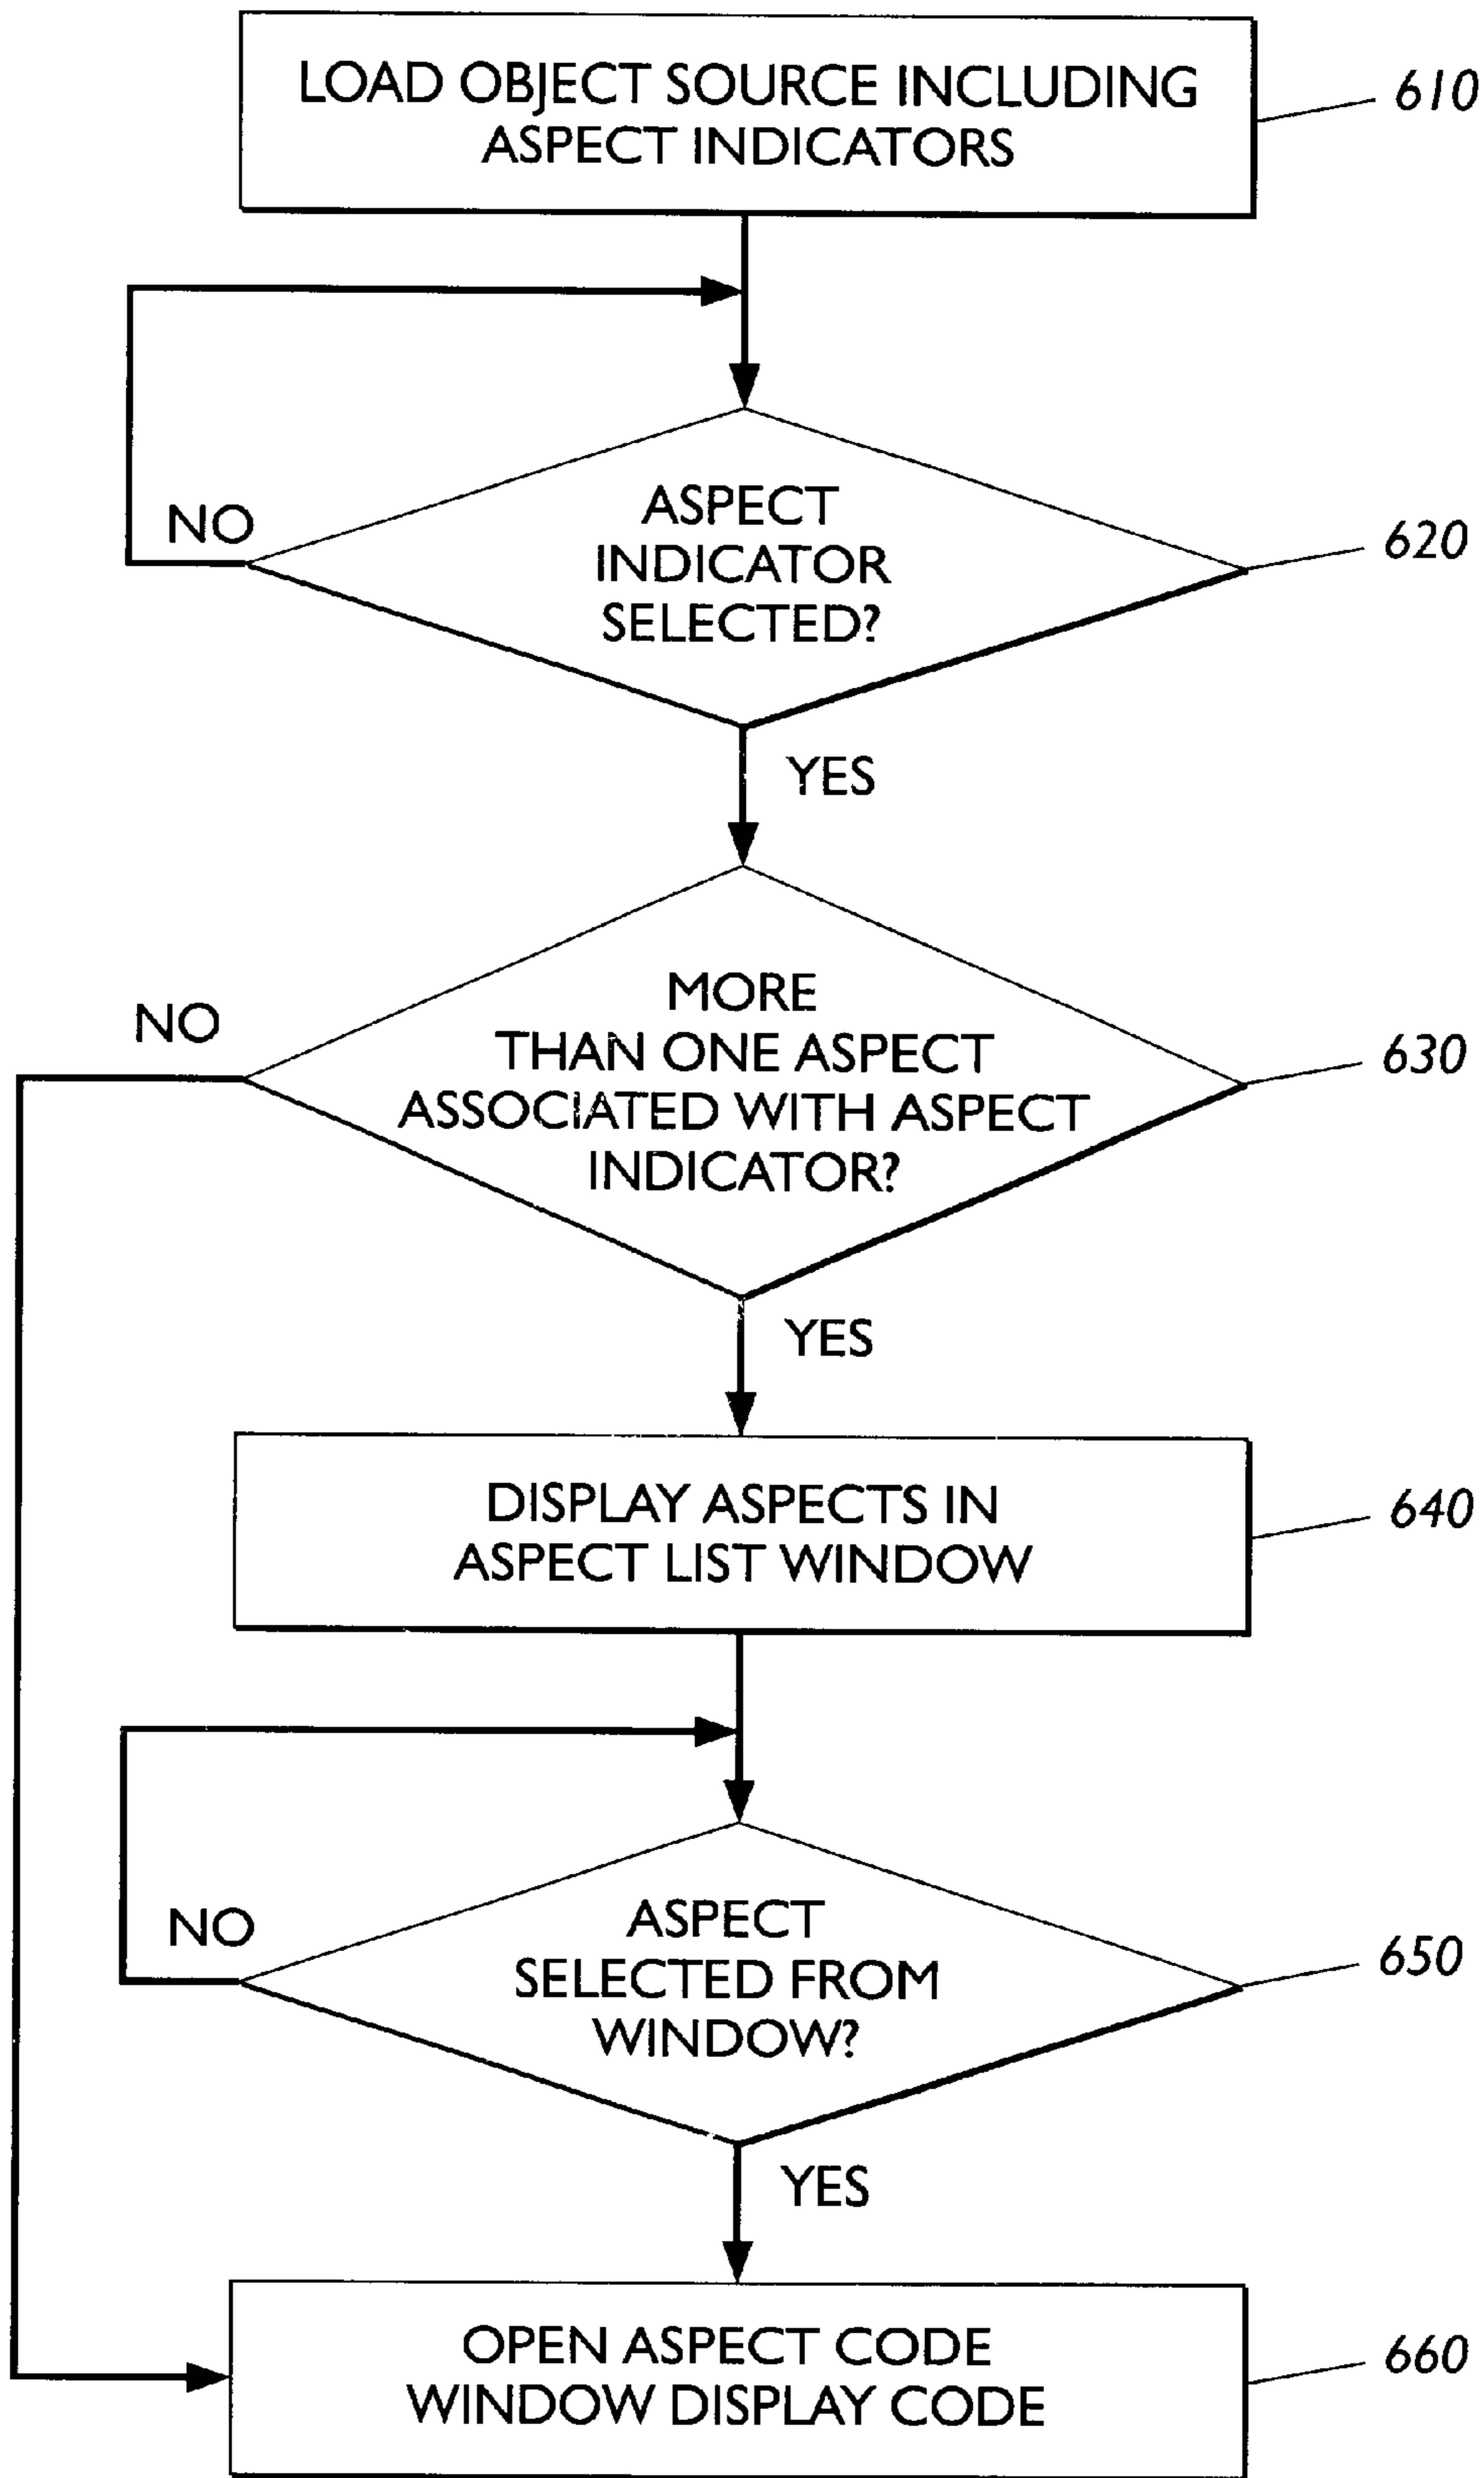 LOAD OBJECT SOURCE INCLUDING
ASPECT INDICATORS
610
ASPECT
INDICATOR
SELECTED?
NO
620
YES
MORE
THAN ONE ASPECT
ASSOCIATED WITH ASPECT
INDICATOR?
NO
630
YES
DISPLAY ASPECTS IN
ASPECT LIST WINDOW
640
ASPECT
SELECTED FROM
WINDOW?
NO
650
YES
OPEN ASPECT CODE
WINDOW DISPLAY CODE
660